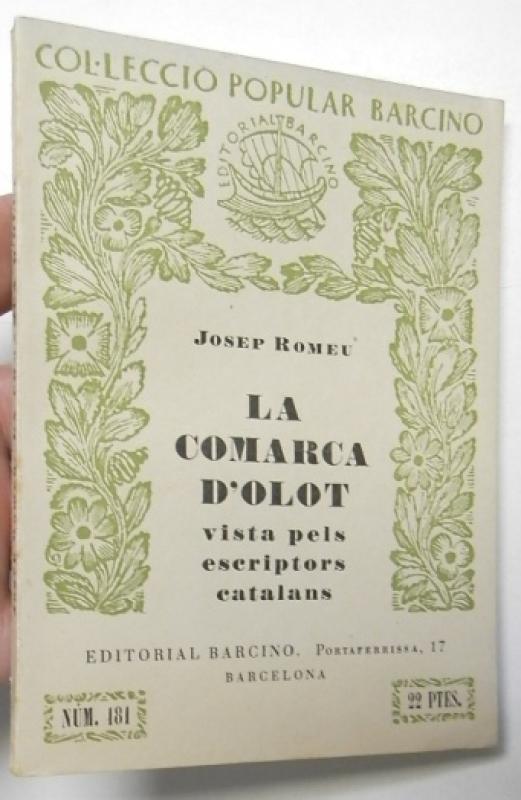 COL·LECCIÓ POPULAR BARCINO
EDITORIAL BARCINO
JOSEP ROMEU
LA
COMARCA
D'OLOT
vista pels
escriptors
catalans
EDITORIAL BARCINO. PORTAFERRISSA, 17
BARCELONA
NÚM. 181
22 PTES.